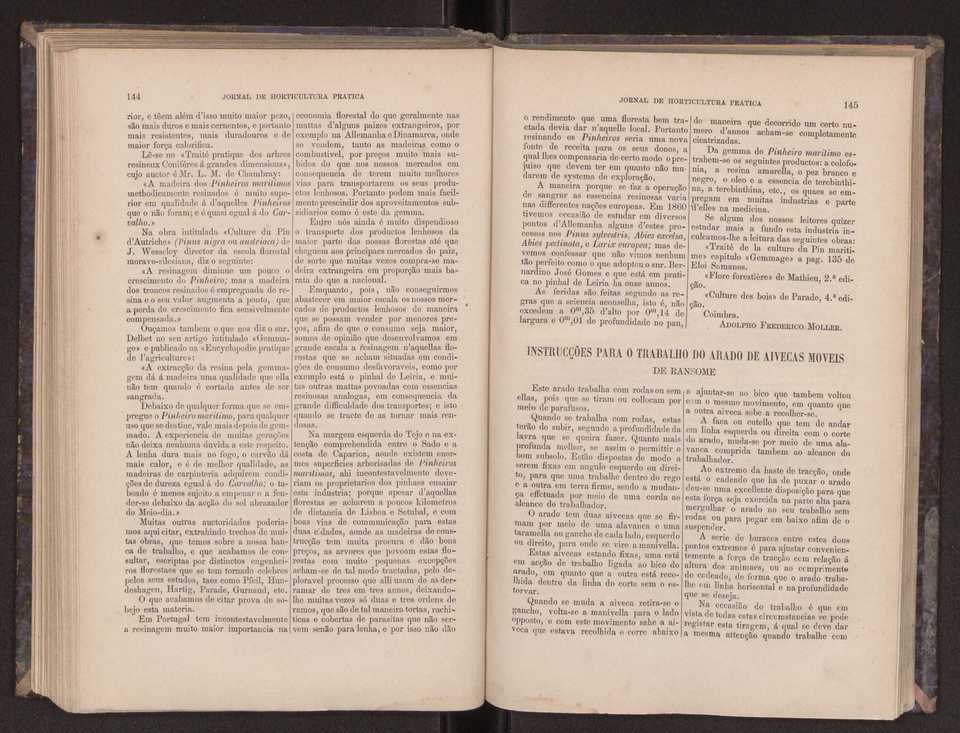 144
JORNAL DE HORTICULTURA PRATICA
rior, e têem além d'isso muito maior pezo,
são mais duros e mais cernentos, e portanto
mais resistentes, mais duradouros e de
maior força calorifica.
Lê-se no «Traité pratique des arbres
resineux Conifères á grandes dimensions»,
cujo auctor é Mr. L. M. de Chambray:
«A madeira dos Pinheiros maritimos
methodicamente resinados é muito supe-
rior em qualidade á d'aquelles Pinheiros
que o não foram; e é quasi egual á do Car-
valho.»
Na obra intitulada «Culture du Pin
d'Autriche» (Pinus nigra ou austriaca) de
J. Wesseley director da escola florestal
moravo-silesiana, diz o seguinte:
«A resinagem diminue um pouco o
crescimento do Pinheiro; mas a madeira
dos troncos resinados é empregnada de re-
sina e o seu valor augmenta a ponto, que
a perda do crescimento fica sensivelmente
compensada.»
Ouçamos tambem o que nos diz o snr.
Delbet no seu artigo intitulado «Gemma-
ge» e publicado na «Encyclopedie pratique
de l'agriculture»:
«A extracção da resina pela gemma-
gem dá á madeira uma qualidade que ella
não tem quando é cortada antes de ser
sangrada.
Debaixo de qualquer forma que se em-
pregue o Pinheiro maritimo, para qualquer
uso que se destine, vale mais depois de gem-
mado. A experiencia de muitas gerações
não deixa nenhuma duvida a este respeito.
A lenha dura mais no fogo, o carvão dá
mais calor, e é de melhor qualidade, as
madeiras de carpinteria adquirem condi-
ções de dureza egual á do Carvalho; o ta-
boado é menos sujeito a empenar e a fen-
der-se debaixo da acção do sol abrazador
do Meio-dia.»
Muitas outras auctoridades poderia-
mos aqui citar, extrahindo trechos de mui-
tas obras, que temos sobre a nossa ban-
ca de trabalho, e que acabamos de con-
sultar, escriptas por distinctos engenhei-
ros florestaes que se tem tornado celebres
pelos seus estudos, taes como Pfeil, Hun-
deshagen, Hartig, Parade, Gurnaud, etc.
O que acabamos de citar prova de so-
bejo esta materia.
Em Portugal tem incontestavelmente
a resinagem muito maior importancia na
economia florestal do que geralmente nas
mattas d'alguns paizes extrangeiros, por
exemplo na Allemanha e Dinamarca, onde
se vendem, tanto as madeiras como o
combustivel, por preços muito mais su-
bidos do que nos nossos mercados em
consequencia de terem muito melhores
vias para transportarem os seus produ-
ctos lenhosos. Portanto podem mais facil-
mente prescindir dos aproveitamentos sub-
sidiarios como é este da gemma.
Entre nós ainda é muito dispendioso
o transporte dos productos lenhosos da
maior parte das nossas florestas até que
cheguem aos principaes mercados do paiz,
de sorte que muitas vezes compra-se ma-
deira extrangeira em proporção mais ba-
rata do que a nacional.
Emquanto, pois, não conseguirmos
abastecer em maior escala os nossos mer-
cados de productos lenhosos de maneira
que se possam vender por menores pre-
ços, afim de que o consumo seja maior,
somos de opinião que desenvolvamos em
grande escala a resinagem n'aquellas flo-
restas que se acham situadas em condi-
ções de consumo desfavoraveis, como por
exemplo está o pinhal de Leiria, e mui-
tas outras mattas povoadas com essencias
resinosas analogas, em consequencia da
grande difficuldade dos transportes; e isto
quando se tracte de as tornar mais ren-
dosas.
Na margem esquerda do Tejo e na ex-
tenção comprehendida entre o Sado e a
costa de Caparica, aonde existem enor-
mes superficies arborisadas de Pinheiros
maritimos, ahi incontestavelmente deve-
riam os proprietarios dos pinhaes ensaiar
esta industria; porque apesar d'aquellas
florestas se acharem a poucos kilometros
de distancia de Lisboa e Setubal, e com
boas vias de communicação para estas
duas cidades, aonde as madeiras de cons-
trucção tem muita procura e dão bons
preços, as arvores que povoam estas flo-
restas com muito pequenas excepções
acham-se de tal modo tractadas, pelo de-
ploravel processo que alli usam de as der-
ramar de tres em tres annos, deixando-
lhe muitas vezes só duas e tres ordens de
ramos, que são de tal maneira tortas, rachi-
ticas e cobertas de parasitas que não ser-
vem senão para lenha, e por isso não dão
JORNAL DE HORTICULTURA PRATICA
145
o rendimento que uma floresta bem tra-
ctada devia dar n'aquelle local. Portanto
resinando os Pinheiros seria uma nova
fonte de receita para os seus donos, a
qual lhes compensaria de certo modo o pre-
juiso que devem ter em quanto não mu-
darem de systema de exploração.
A maneira porque se faz a operação
de sangrar as essencias resinosas varia
nas differentes nações europeas. Em 1860
tivemos occasião de estudar em diversos
pontos d'Allemanha alguns d'estes pro-
cessos nos Pinus sylvestris, Abies excelsa,
Abies pectinata, e Larix europea; mas de-
vemos confessar que não vimos nenhum
tão perfeito como o que adoptou o snr. Ber-
nardino José Gomes e que está em prati-
ca no pinhal de Leiria ha onze annos.
As feridas são feitas segundo as re-
gras que a sciencia aconselha, isto é, não
excedem a 0m,35 d'alto por 0m,14 de
largura e 0m,01 de profundidade no pau,
de maneira que decorrido um certo nu-
mero d'annos acham-se completamente
cicatrizadas.
Da gemma do Pinheiro maritimo ex-
trahem-se os seguintes productos: a colofo-
nia, a resina amarella, o pez branco e
negro, o oleo e a essencia de terebinthi-
na, a terebinthina, etc., os quaes se em-
pregam em muitas industrias e parte
d'elles na medicina.
Se algum dos nossos leitores quizer
estudar mais a fundo esta industria in-
culcamos-lhe a leitura das seguintes obras:
«Traité de la culture du Pin mariti-
me» capitulo «Gemmage» a pag. 135 de
Eloi Samanos.
«Flore forestière» de Mathieu, 2.ª edi-
ção.
«Culture des bois» de Parade, 4.ª edi-
ção.
Coimbra.
ADOLPHO FREDERICO MOLLER.
INSTRUCÇÕES PARA O TRABALHO DO ARADO DE AIVECAS MOVEIS
DE RANSOME
Este arado trabalha com rodas ou sem
ellas, pois que se tiram ou collocam por
meio de parafusos.
Quando se trabalha com rodas, estas
terão de subir, segundo a profundidade da
lavra que se queira fazer. Quanto mais
profunda melhor, se assim o permittir o
bom subsolo. Estão dispostas de modo a
serem fixas em angulo esquerdo ou direi-
to, para que uma trabalhe dentro do rego
e a outra em terra firme, sendo a mudan-
ça effectuada por meio de uma corda ao
alcance do trabalhador.
O arado tem duas aivecas que se fir-
mam por meio de uma alavanca e uma
taramella ou gancho de cada lado, esquerdo
ou direito, para onde se vire a manivella.
Estas aivecas estando fixas, uma está
em acção de trabalho ligada ao bico do
arado, em quanto que a outra está reco-
lhida dentro da linha do corte sem o es-
torvar.
Quando se muda a aiveca retira-se o
gancho, volta-se a manivella para o lado
opposto, e com este movimento sahe a ai-
veca que estava recolhida e corre abaixo
a ajuntar-se ao bico que tambem voltou
com o mesmo movimento, em quanto que
a outra aiveca sobe a recolher-se.
A faca ou cutello que tem de andar
em linha esquerda ou direita com o corte
do arado, muda-se por meio de uma ala-
vanca comprida tambem ao alcance do
trabalhador.
Ao extremo da haste de tracção, onde
está o cadeado que ha de puxar o arado
deu-se uma excellente disposição para que
esta força seja exercida na parte alta para
mergulhar o arado no seu trabalho sem
rodas ou para pegar em baixo afim de o
suspender.
A serie de buracos entre estes dous
pontos extremos é para ajustar convenien-
temente a força de tracção com relação á
altura dos animaes, ou ao comprimento
do cadeado, de forma que o arado traba-
lhe em linha horisontal e na profundidade
que se deseja.
Na occasião do trabalho é que em
vista de todas estas circumstancias se pode
registar esta tiragem, á qual se deve dar
a mesma attenção quando trabalhe com